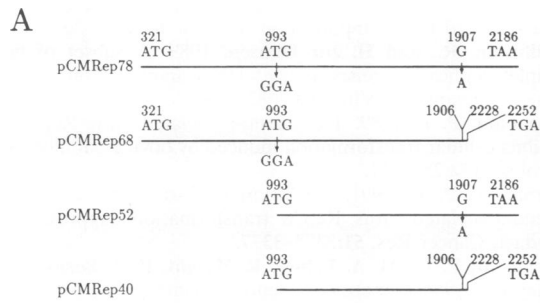 A
321 993 1907 2186
ATG ATG G TAA
pCMRep78
GGA A
321 993 1906 2228 2252
ATG ATG TGA
pCMRep68
GGA
993 1907 2186
ATG G TAA
pCMRep52
A
993 1906 2228 2252
ATG TGA
pCMRep40